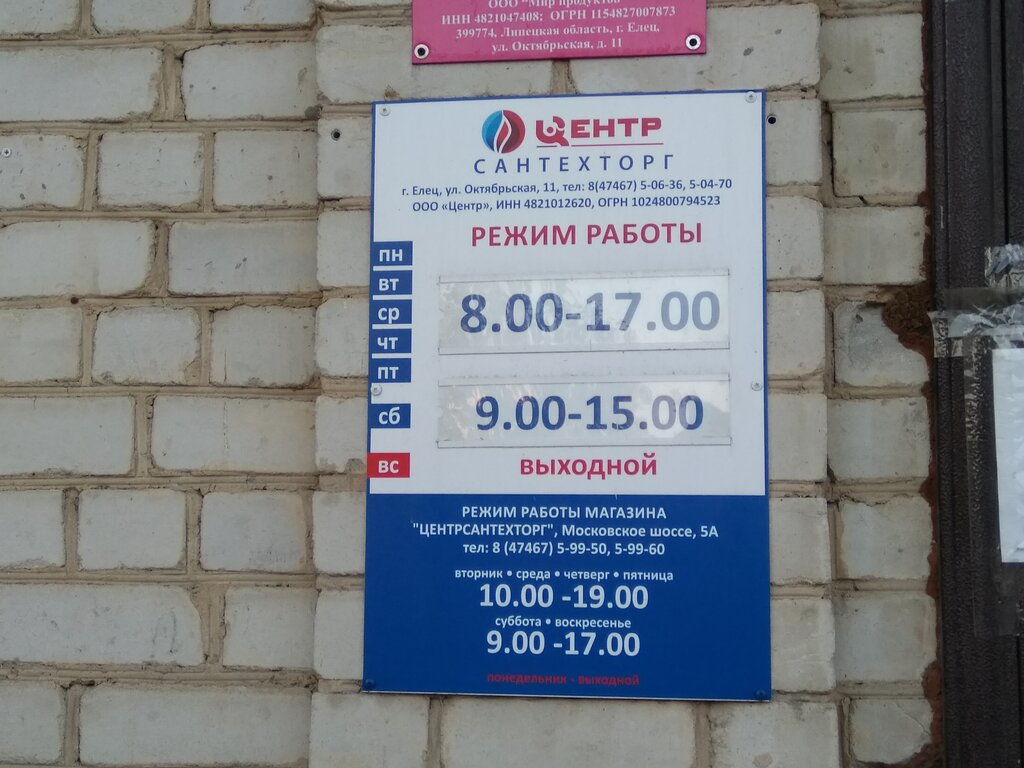 ООО "Мир продуктов"
ИНН 4821047408; ОГРН 1154827007873
399774, Липецкая область, г. Елец,
ул. Октябрьская, д. 11
ЦЕНТР
САНТЕХТОРГ
г. Елец, ул. Октябрьская, 11, тел: 8(47467) 5-06-36, 5-04-70
ООО «Центр», ИНН 4821012620, ОГРН 1024800794523
РЕЖИМ РАБОТЫ
пн
вт
ср
чт
пт
8.00-17.00
сб
9.00-15.00
вс
выходной
РЕЖИМ РАБОТЫ МАГАЗИНА
"ЦЕНТРСАНТЕХТОРГ", Московское шоссе, 5А
тел: 8 (47467) 5-99-50, 5-99-60
вторник • среда • четверг • пятница
10.00 -19.00
суббота • воскресенье
9.00 -17.00
понедельник - выходной